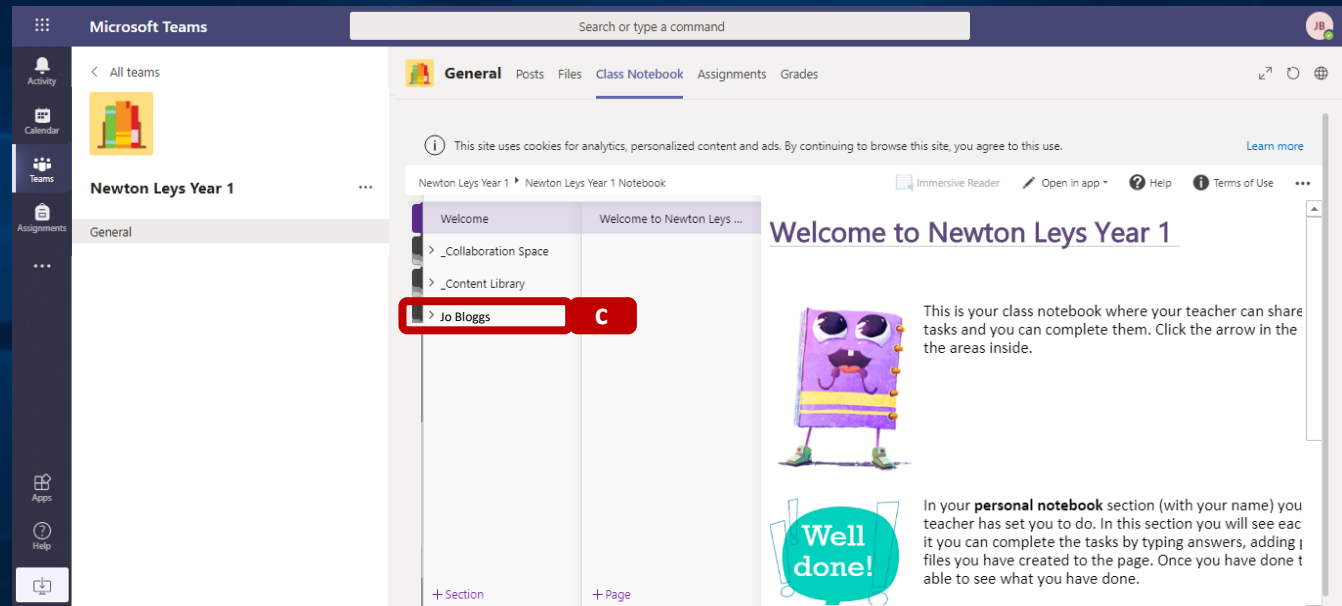 Microsoft Teams
Search or type a command
JB
Activity
Calendar
Teams
Assignments
Apps
Help
All teams
Newton Leys Year 1
General
General Posts Files Class Notebook Assignments Grades
This site uses cookies for analytics, personalized content and ads. By continuing to browse this site, you agree to this use.
Learn more
Newton Leys Year 1 Newton Leys Year 1 Notebook
Immersive Reader Open in app Help Terms of Use
Welcome
_Collaboration Space
_Content Library
Jo Bloggs
C
+ Section
Welcome to Newton Leys ...
+ Page
Welcome to Newton Leys Year 1
This is your class notebook where your teacher can share
tasks and you can complete them. Click the arrow in the
the areas inside.
Well
done!
In your personal notebook section (with your name) you
teacher has set you to do. In this section you will see eac
it you can complete the tasks by typing answers, adding
files you have created to the page. Once you have done t
able to see what you have done.